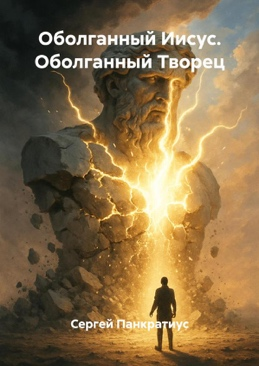 Оболганный Иисус.
Оболганный Творец
Сергей Панкратиус